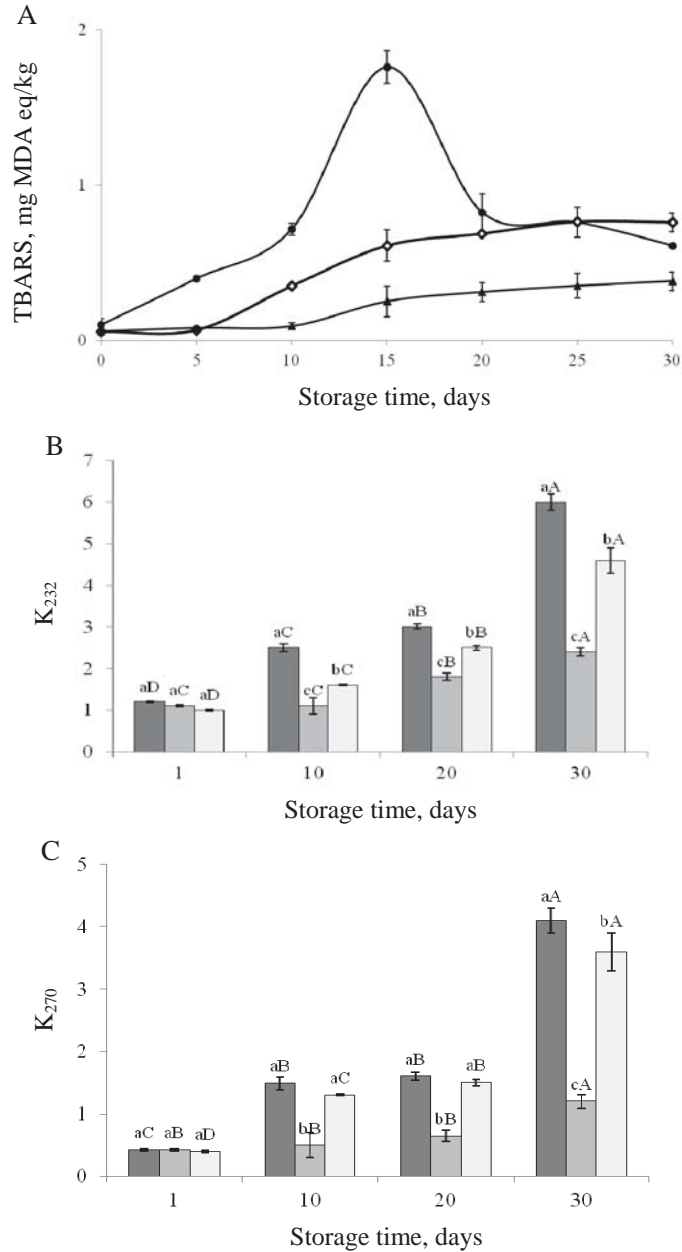 A
TBARS, mg MDA eq/kg
2
1
0
0 5 10 15 20 25 30
Storage time, days
B
K232
7
6
5
4
3
2
1
0
aD aC aD
aC cC bC
aB cB bB
aA cA bA
1 10 20 30
Storage time, days
C
K270
5
4
3
2
1
0
aC aB aD
aB bB aC
aB bB aB
aA cA bA
1 10 20 30
Storage time, days